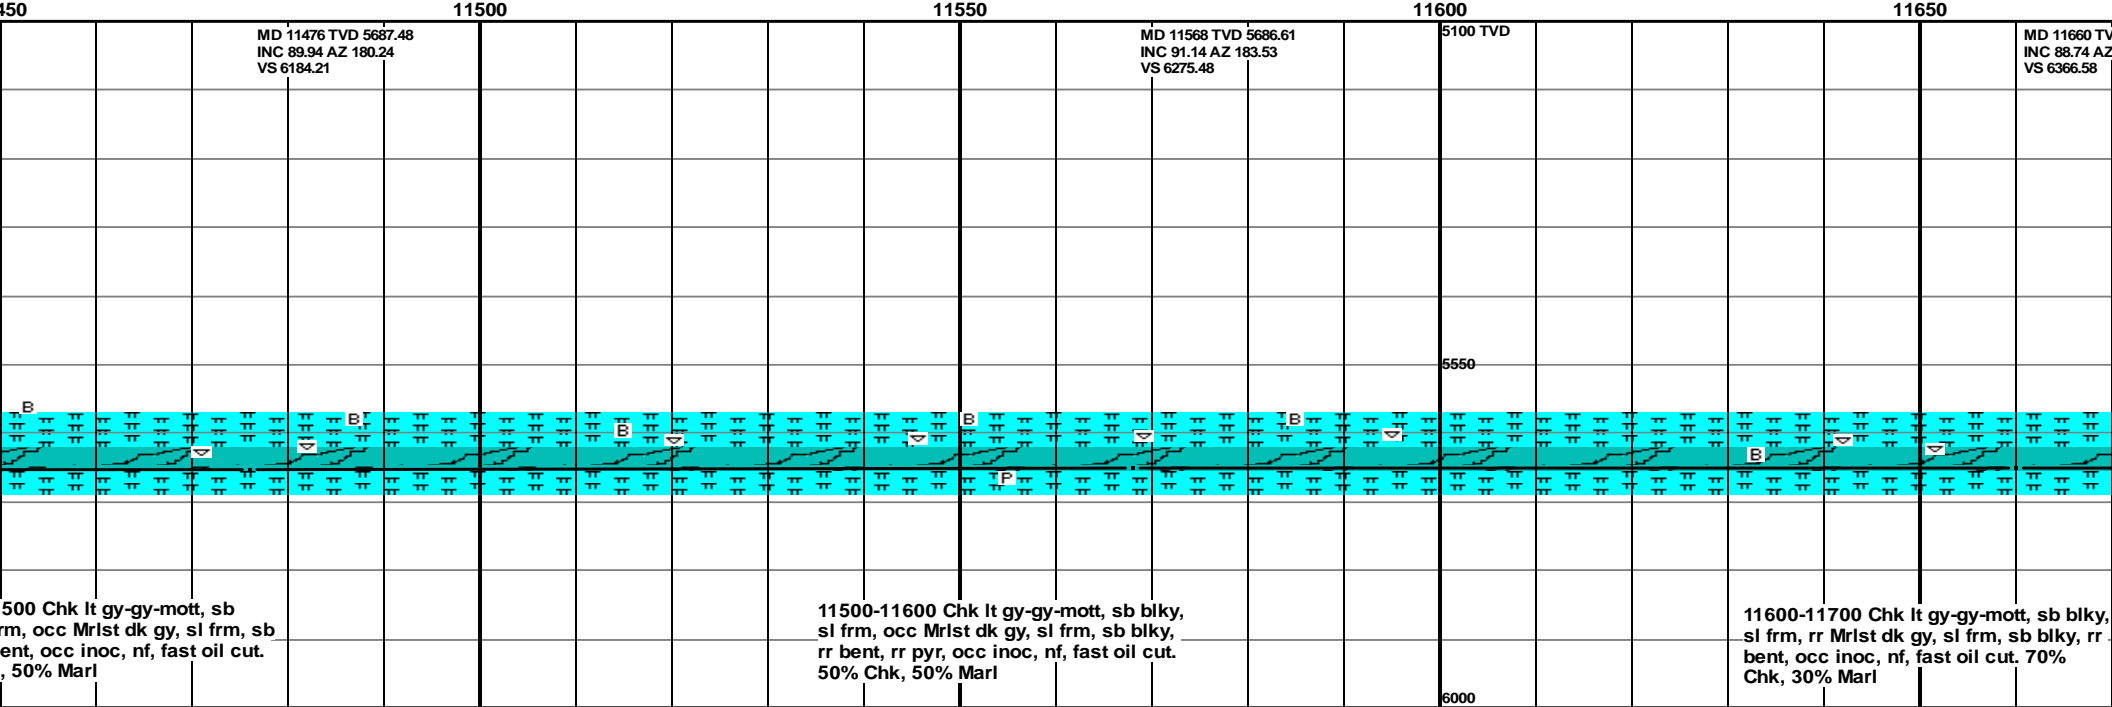 450 11500 11550 11600 11650
MD 11476 TVD 5687.48
INC 89.94 AZ 180.24
VS 6184.21
MD 11568 TVD 5686.61
INC 91.14 AZ 183.53
VS 6275.48
5100 TVD
MD 11660 TV
INC 88.74 AZ
VS 6366.58
5550
B
B
B
B
B
B
P
500 Chk lt gy-gy-mott, sb
rm, occ Mrlst dk gy, sl frm, sb
ent, occ inoc, nf, fast oil cut.
, 50% Marl
11500-11600 Chk lt gy-gy-mott, sb blky,
sl frm, occ Mrlst dk gy, sl frm, sb blky,
rr bent, rr pyr, occ inoc, nf, fast oil cut.
50% Chk, 50% Marl
11600-11700 Chk lt gy-gy-mott, sb blky,
sl frm, rr Mrlst dk gy, sl frm, sb blky, rr
bent, occ inoc, nf, fast oil cut. 70%
Chk, 30% Marl
6000